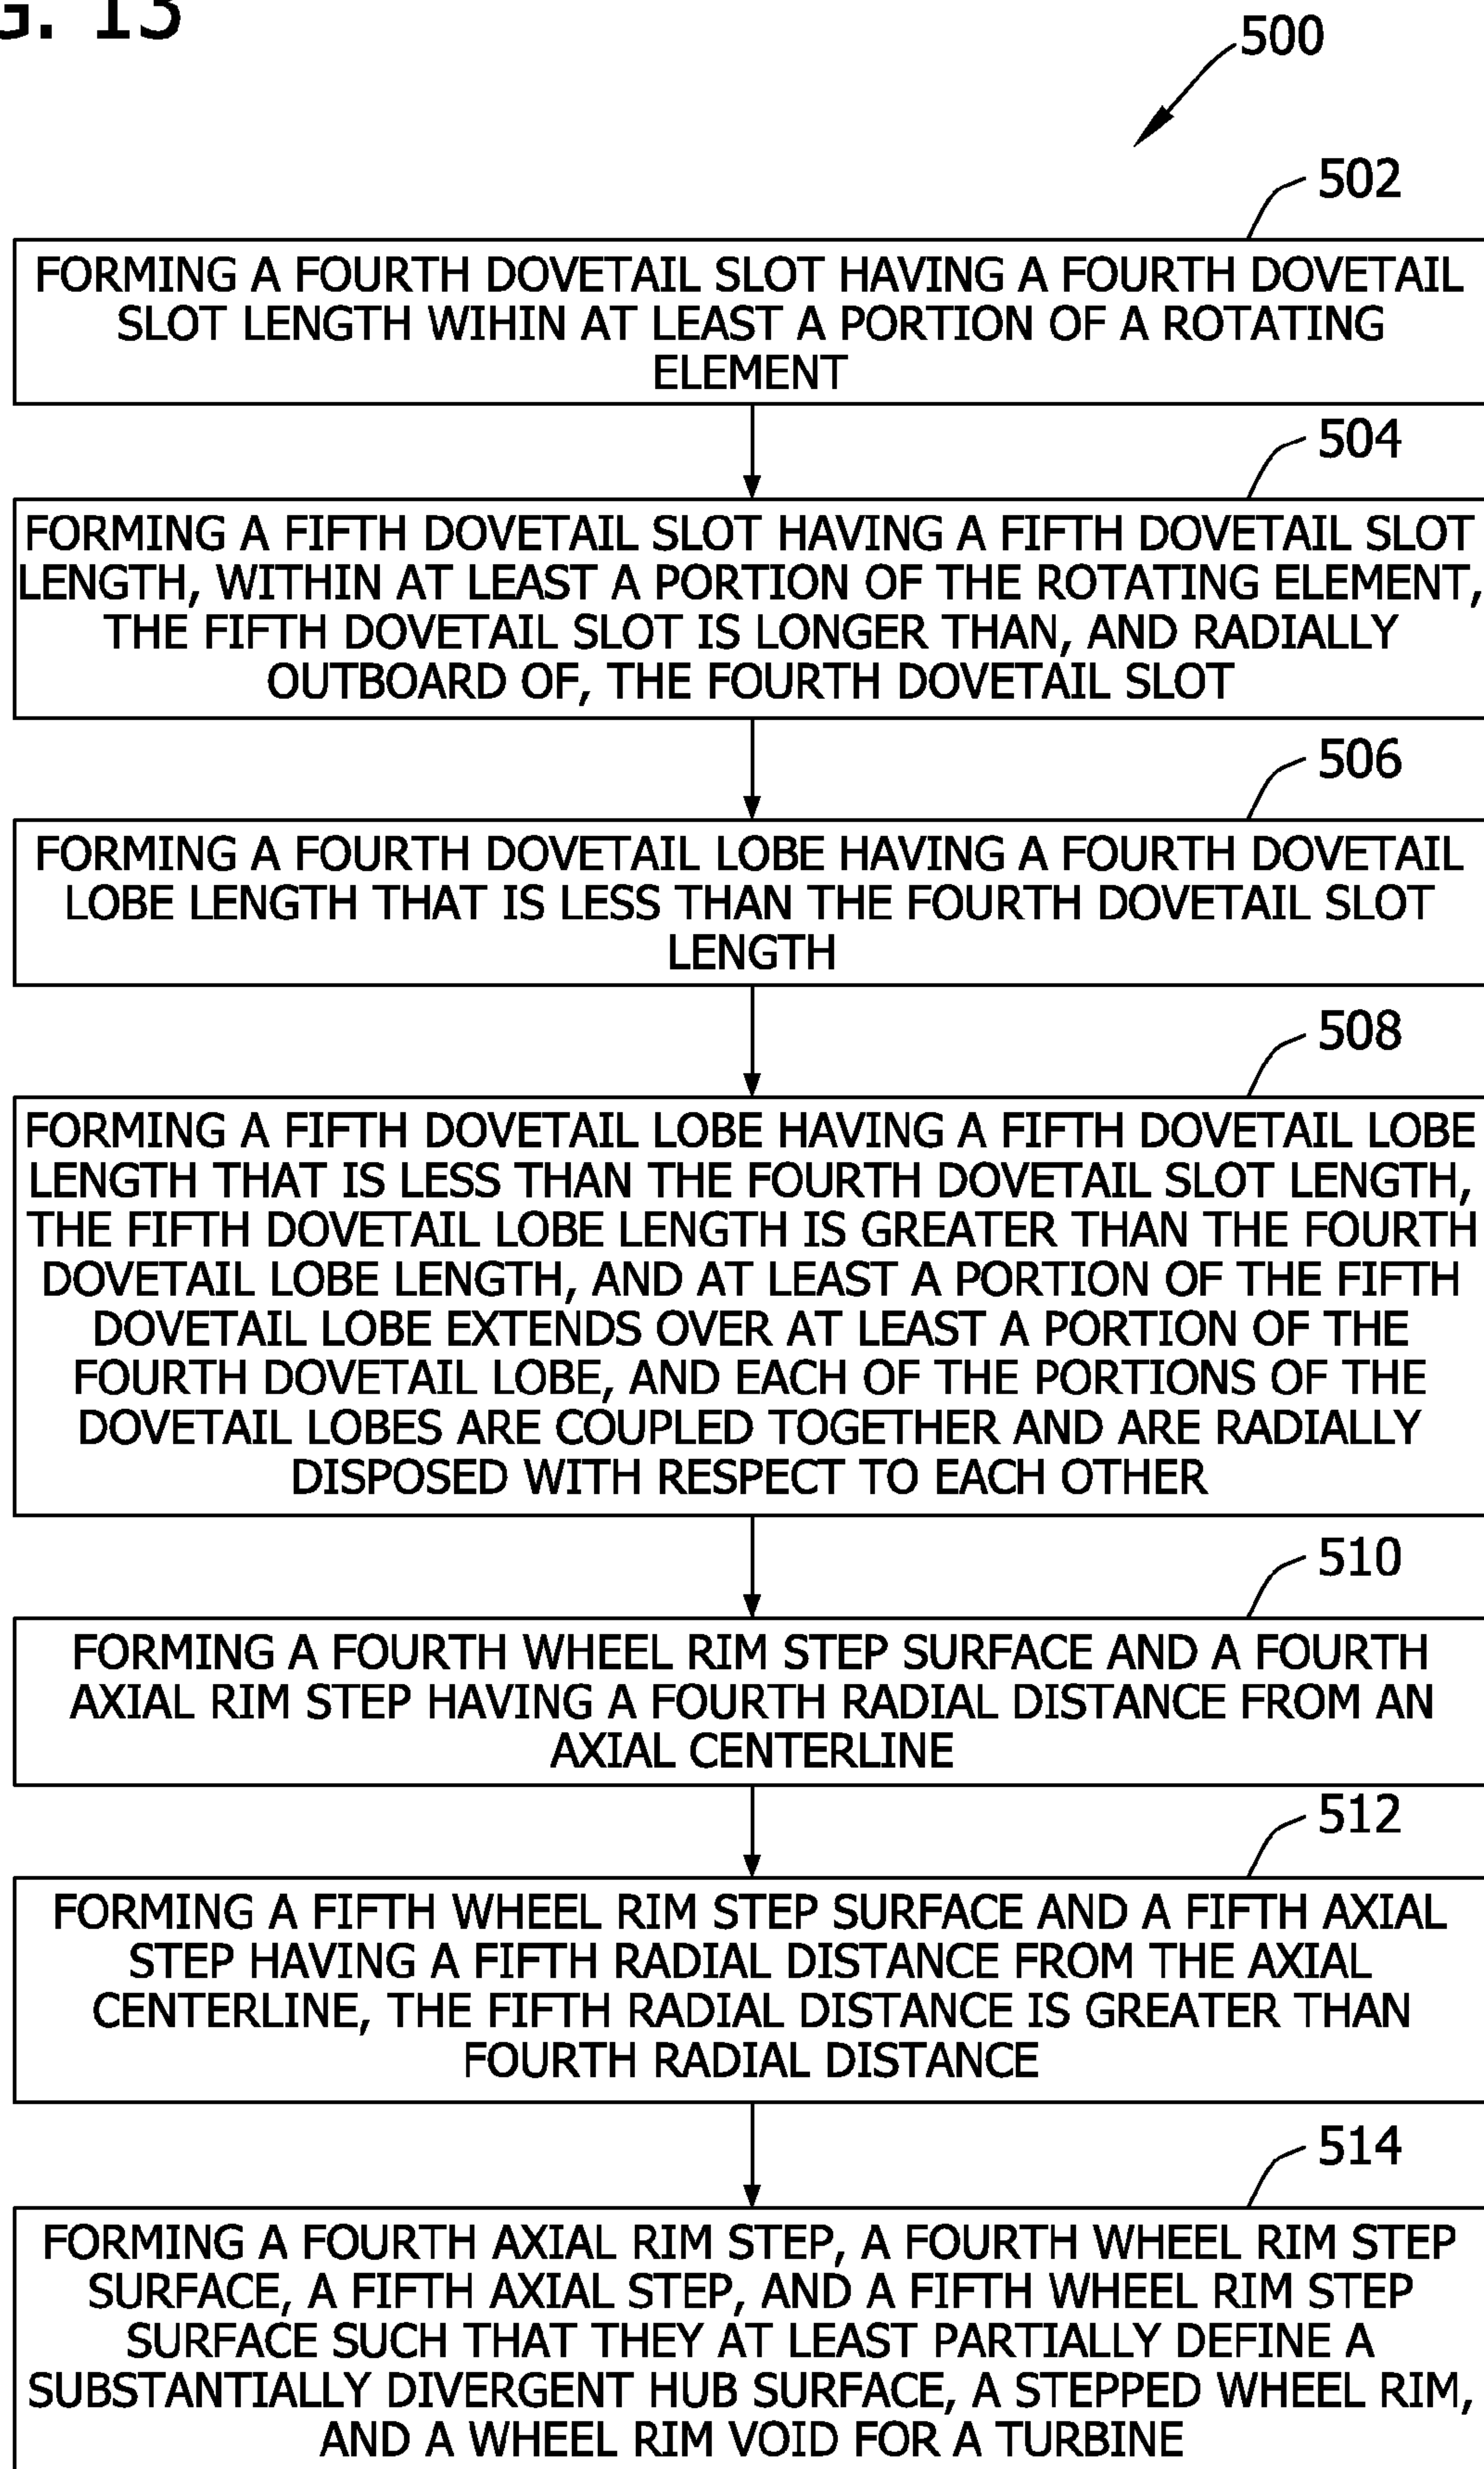 G. 13
500
502
FORMING A FOURTH DOVETAIL SLOT HAVING A FOURTH DOVETAIL
SLOT LENGTH WIHIN AT LEAST A PORTION OF A ROTATING
ELEMENT
504
FORMING A FIFTH DOVETAIL SLOT HAVING A FIFTH DOVETAIL SLOT
LENGTH, WITHIN AT LEAST A PORTION OF THE ROTATING ELEMENT,
THE FIFTH DOVETAIL SLOT IS LONGER THAN, AND RADIALLY
OUTBOARD OF, THE FOURTH DOVETAIL SLOT
506
FORMING A FOURTH DOVETAIL LOBE HAVING A FOURTH DOVETAIL
LOBE LENGTH THAT IS LESS THAN THE FOURTH DOVETAIL SLOT
LENGTH
508
FORMING A FIFTH DOVETAIL LOBE HAVING A FIFTH DOVETAIL LOBE
LENGTH THAT IS LESS THAN THE FOURTH DOVETAIL SLOT LENGTH,
THE FIFTH DOVETAIL LOBE LENGTH IS GREATER THAN THE FOURTH
DOVETAIL LOBE LENGTH, AND AT LEAST A PORTION OF THE FIFTH
DOVETAIL LOBE EXTENDS OVER AT LEAST A PORTION OF THE
FOURTH DOVETAIL LOBE, AND EACH OF THE PORTIONS OF THE
DOVETAIL LOBES ARE COUPLED TOGETHER AND ARE RADIALLY
DISPOSED WITH RESPECT TO EACH OTHER
510
FORMING A FOURTH WHEEL RIM STEP SURFACE AND A FOURTH
AXIAL RIM STEP HAVING A FOURTH RADIAL DISTANCE FROM AN
AXIAL CENTERLINE
512
FORMING A FIFTH WHEEL RIM STEP SURFACE AND A FIFTH AXIAL
STEP HAVING A FIFTH RADIAL DISTANCE FROM THE AXIAL
CENTERLINE, THE FIFTH RADIAL DISTANCE IS GREATER THAN
FOURTH RADIAL DISTANCE
514
FORMING A FOURTH AXIAL RIM STEP, A FOURTH WHEEL RIM STEP
SURFACE, A FIFTH AXIAL STEP, AND A FIFTH WHEEL RIM STEP
SURFACE SUCH THAT THEY AT LEAST PARTIALLY DEFINE A
SUBSTANTIALLY DIVERGENT HUB SURFACE, A STEPPED WHEEL RIM,
AND A WHEEL RIM VOID FOR A TURBINE